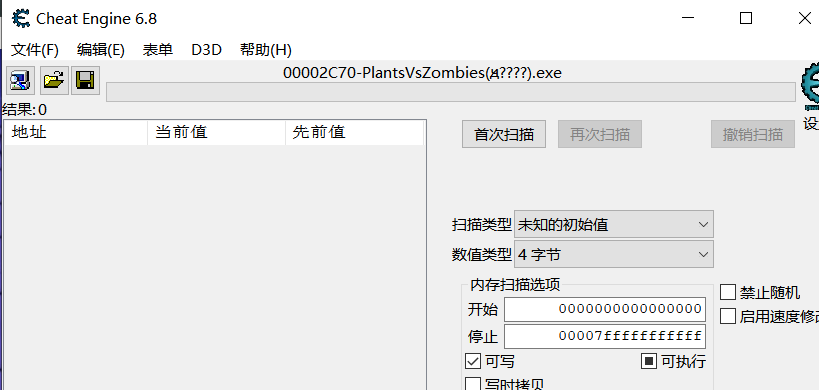 Cheat Engine 6.8
文件(F) 编辑(E) 表单 D3D 帮助(H)
00002C70-PlantsVsZombies(ԋ????).exe
结果:0
地址 当前值 先前值
首次扫描 再次扫描 撤销扫描
扫描类型 未知的初始值
数值类型 4 字节
内存扫描选项
开始 0000000000000000
停止 00007fffffffffff
可写 可执行
写时拷贝
禁止随机
启用速度修改